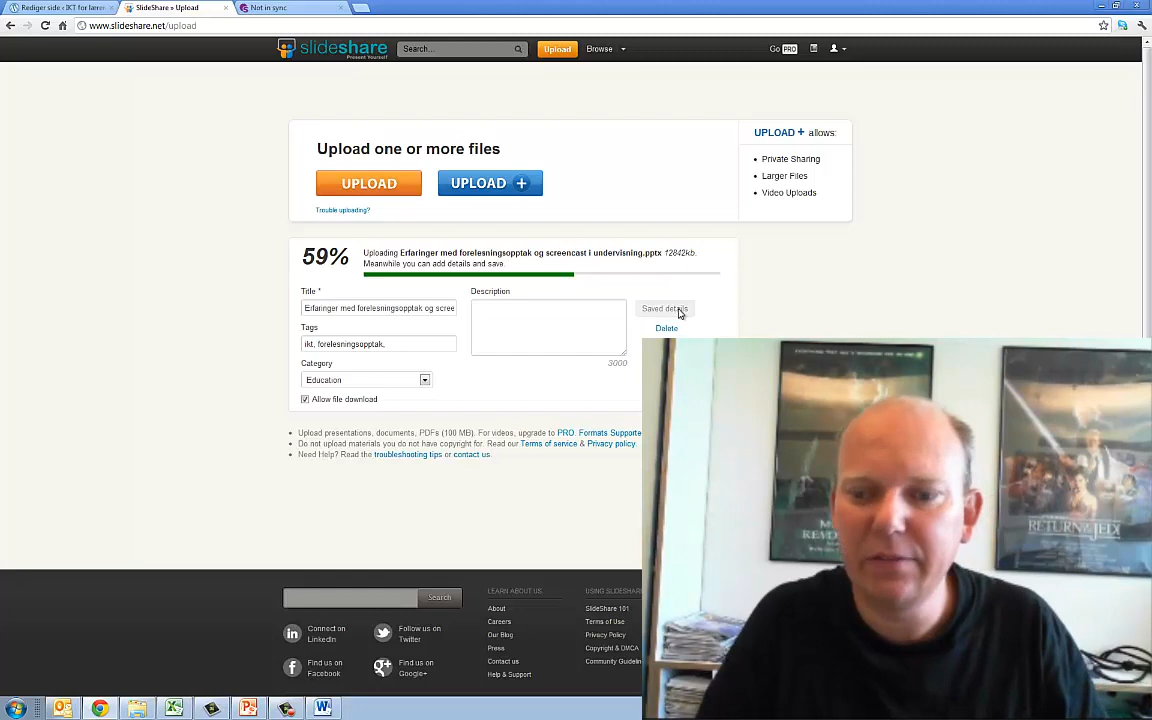 Rediger side ‹ IKT for lærer
SlideShare » Upload
Not in sync
www.slideshare.net/upload
slideshare
Present Yourself
Search...
Upload
Browse
Go PRO
Upload one or more files
UPLOAD
UPLOAD +
Trouble uploading?
UPLOAD + allows:
Private Sharing
Larger Files
Video Uploads
59%
Uploading Erfaringer med forelesningsopptak og screencast i undervisning.pptx 12842kb.
Meanwhile you can add details and save.
Title *
Erfaringer med forelesningsopptak og scree
Tags
ikt, forelesningsopptak,
Category
Education
Allow file download
Description
3000
Saved details
Delete
Upload presentations, documents, PDFs (100 MB). For videos, upgrade to PRO. Formats Supporte
Do not upload materials you do not have copyright for. Read our Terms of service & Privacy policy.
Need Help? Read the troubleshooting tips or contact us.
RETURN OF THE JEDI
Search
Connect on
LinkedIn
Follow us on
Twitter
Find us on
Facebook
Find us on
Google+
LEARN ABOUT US
About
Careers
Our Blog
Press
Contact us
Help & Support
USING SLIDESHARE
SlideShare 101
Terms of Use
Privacy Policy
Copyright & DMCA
Community Guidelin